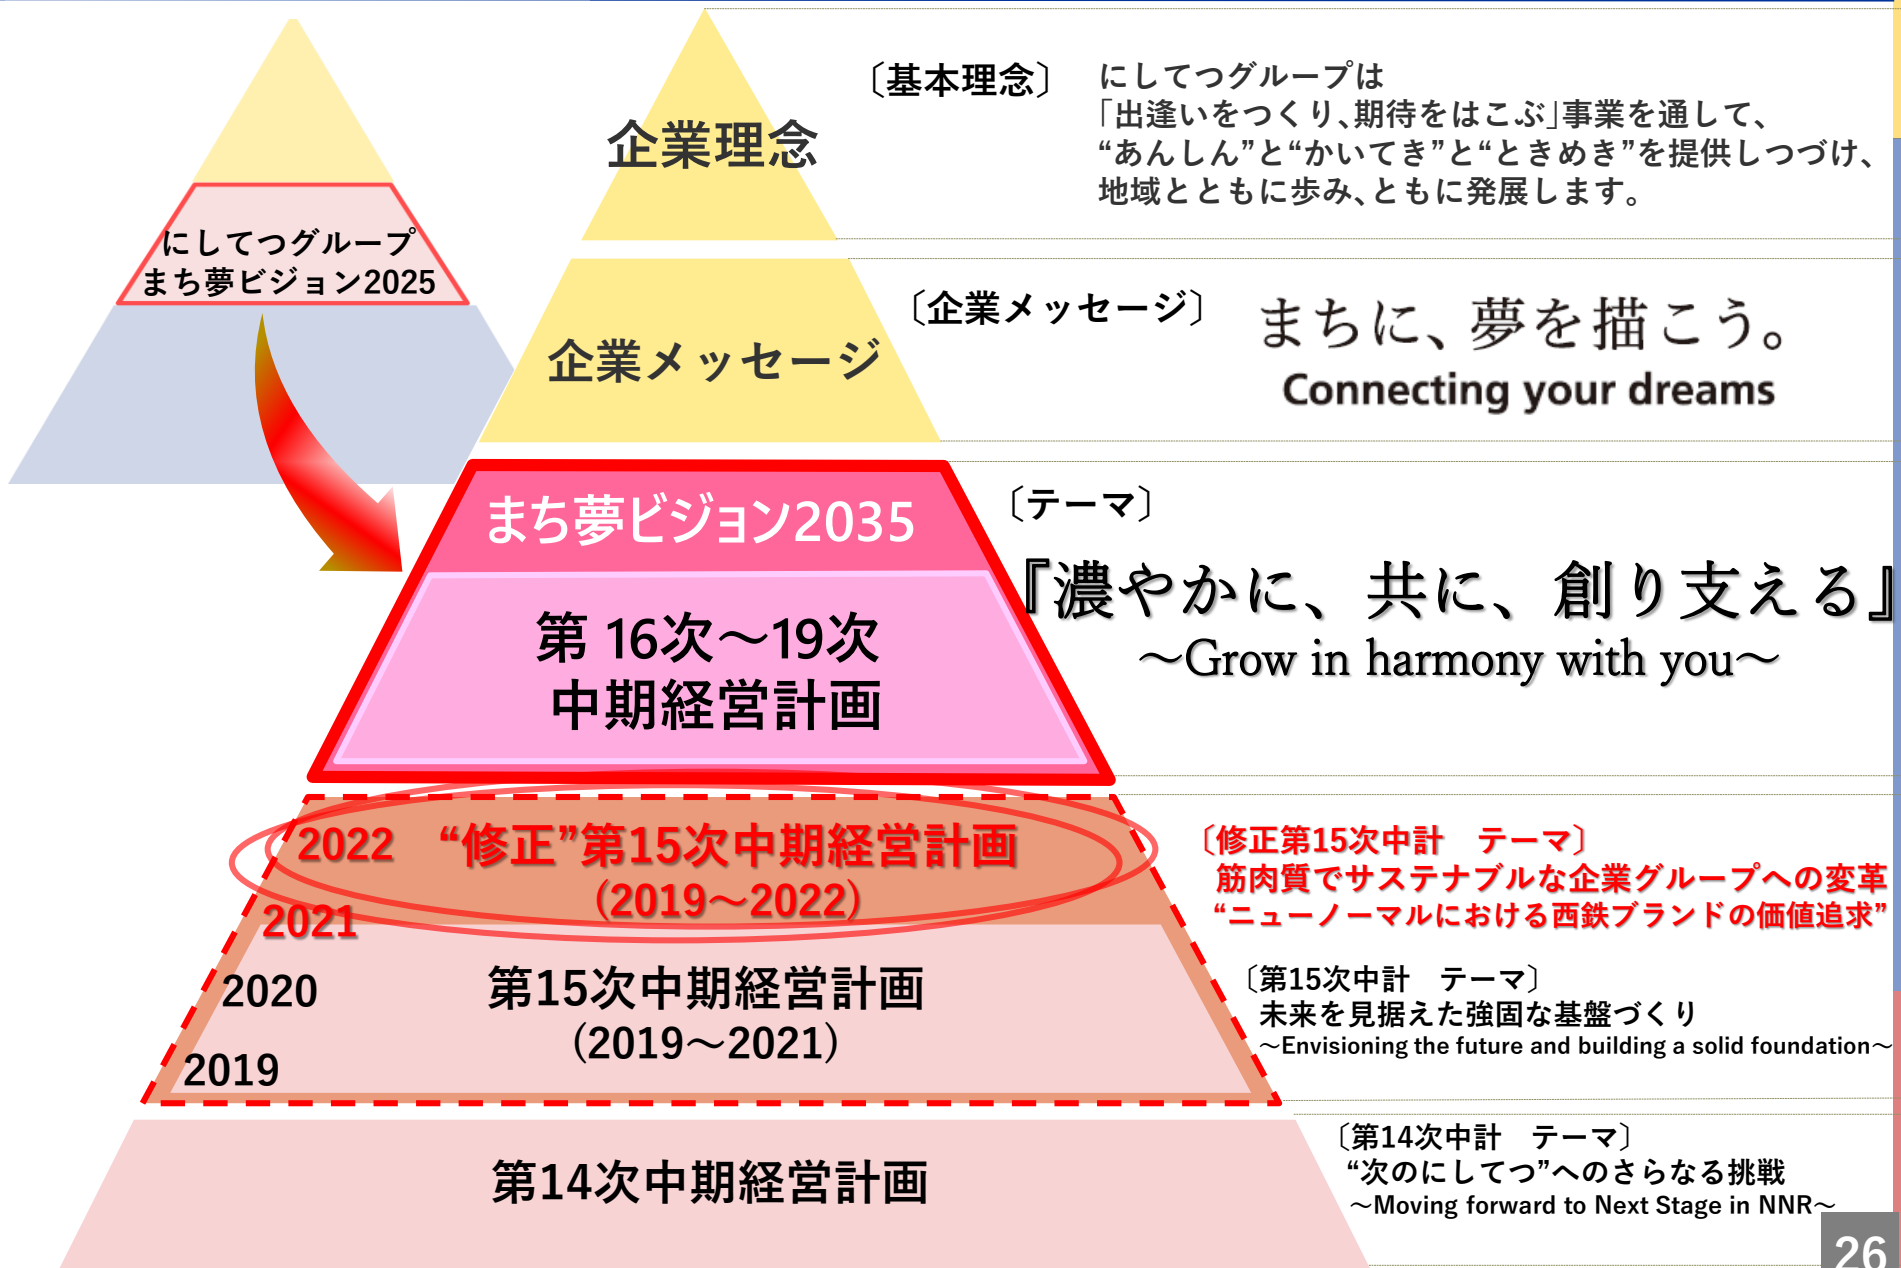 にしてつグループ
まち夢ビジョン2025
企業理念
〔基本理念〕
にしてつグループは
「出逢いをつくり、期待をはこぶ」事業を通して、
“あんしん”と“かいてき”と“ときめき”を提供しつづけ、
地域とともに歩み、ともに発展します。
企業メッセージ
〔企業メッセージ〕
まちに、夢を描こう。
Connecting your dreams
まち夢ビジョン2035
第 16次～19次
中期経営計画
〔テーマ〕
『濃やかに、共に、創り支える』
～Grow in harmony with you～
2022 “修正”第15次中期経営計画
(2019～2022)
2021
〔修正第15次中計　テーマ〕
筋肉質でサステナブルな企業グループへの変革
“ニューノーマルにおける西鉄ブランドの価値追求”
2020
2019
第15次中期経営計画
(2019～2021)
〔第15次中計　テーマ〕
未来を見据えた強固な基盤づくり
～Envisioning the future and building a solid foundation～
第14次中期経営計画
〔第14次中計　テーマ〕
“次のにしてつ”へのさらなる挑戦
～Moving forward to Next Stage in NNR～
26